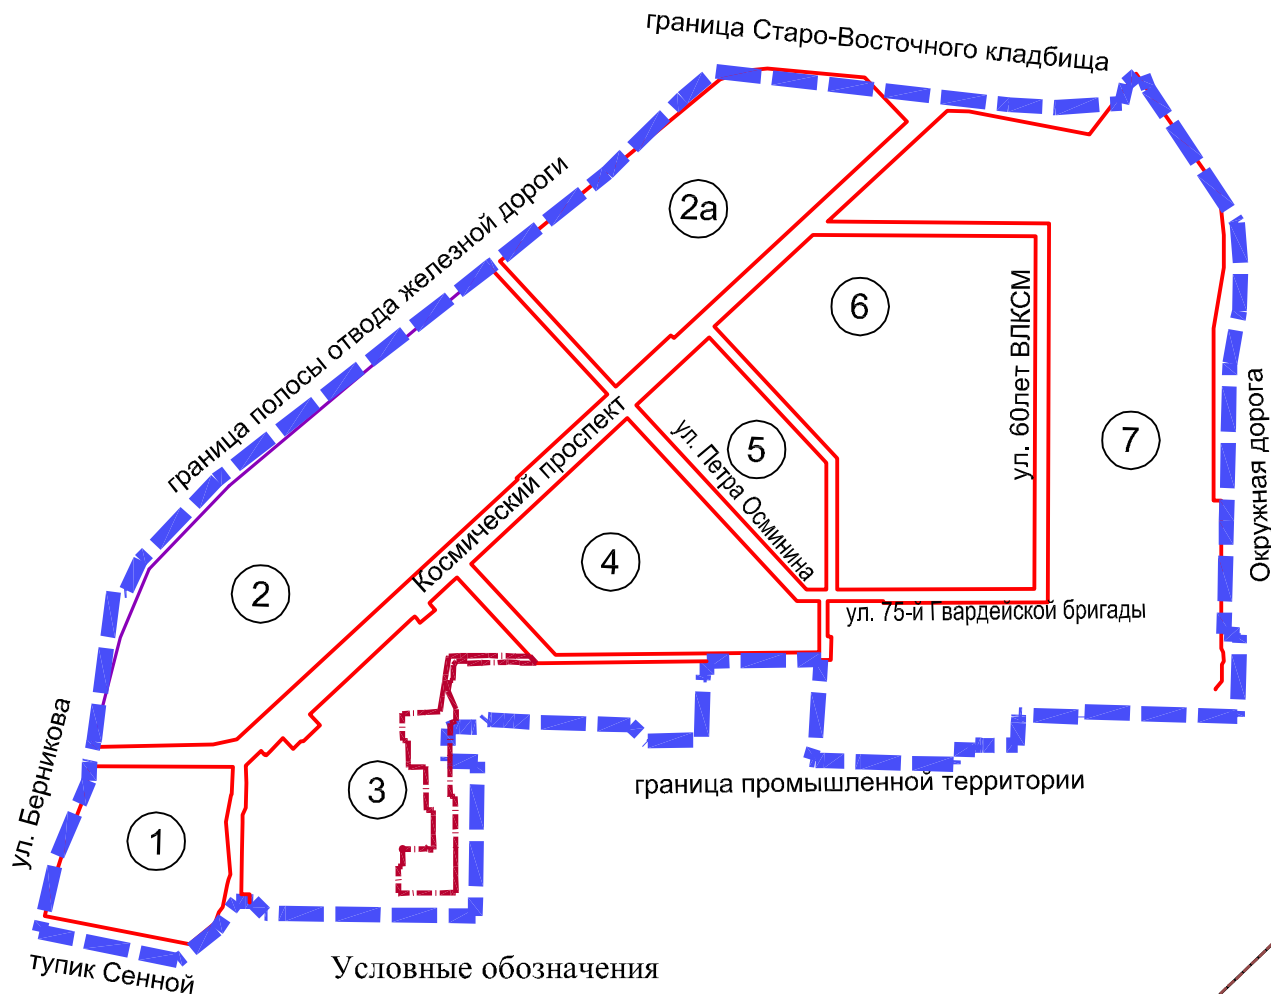 граница Старо-Восточного кладбища
граница полосы отвода железной дороги
2а
6
ул. 60лет ВЛКСМ
7
Окружная дорога
Космический проспект
ул. Петра Осминина
5
4
2
ул. 75-й Гвардейской бригады
ул. Берникова
3
граница промышленной территории
1
тупик Сенной
Условные обозначения